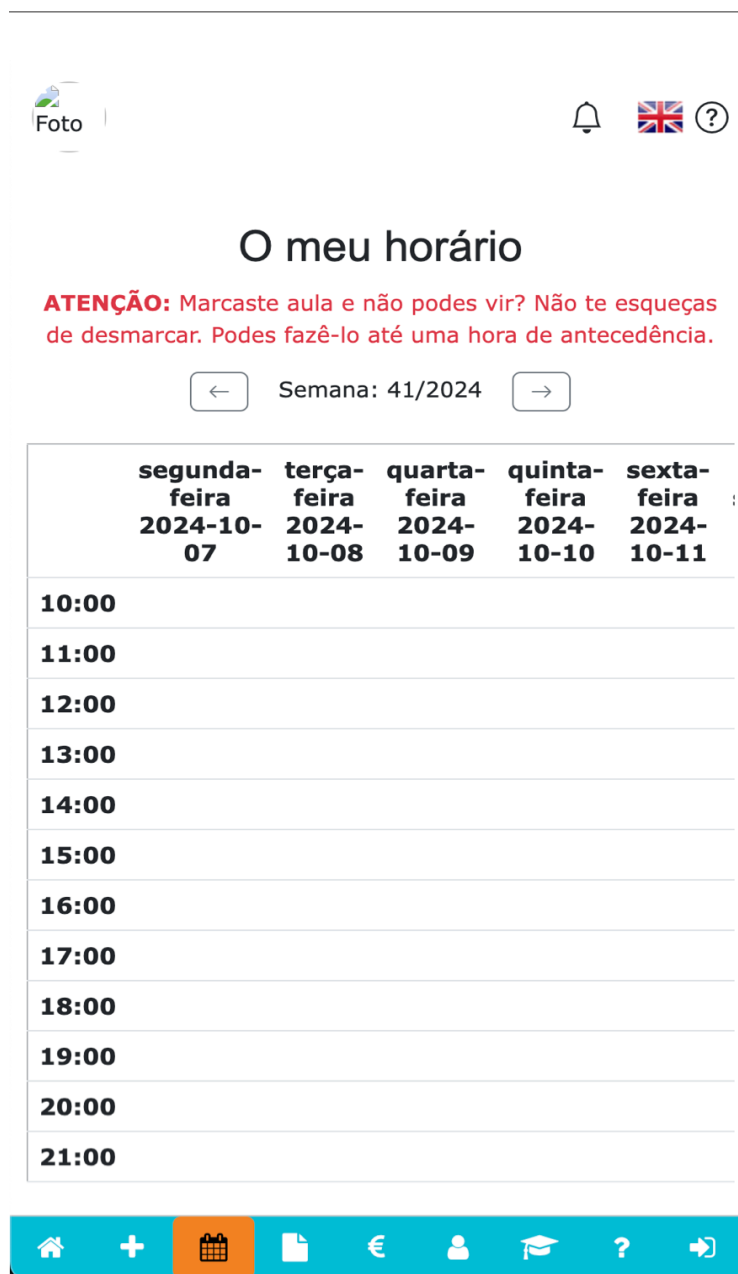 Foto
O meu horário
ATENÇÃO: Marcaste aula e não podes vir? Não te esqueças
de desmarcar. Podes fazê-lo até uma hora de antecedência.
← Semana: 41/2024 →
segunda- terça- quarta- quinta- sexta-
feira feira feira feira feira
2024-10- 2024- 2024- 2024- 2024-
07 10-08 10-09 10-10 10-11
10:00
11:00
12:00
13:00
14:00
15:00
16:00
17:00
18:00
19:00
20:00
21:00